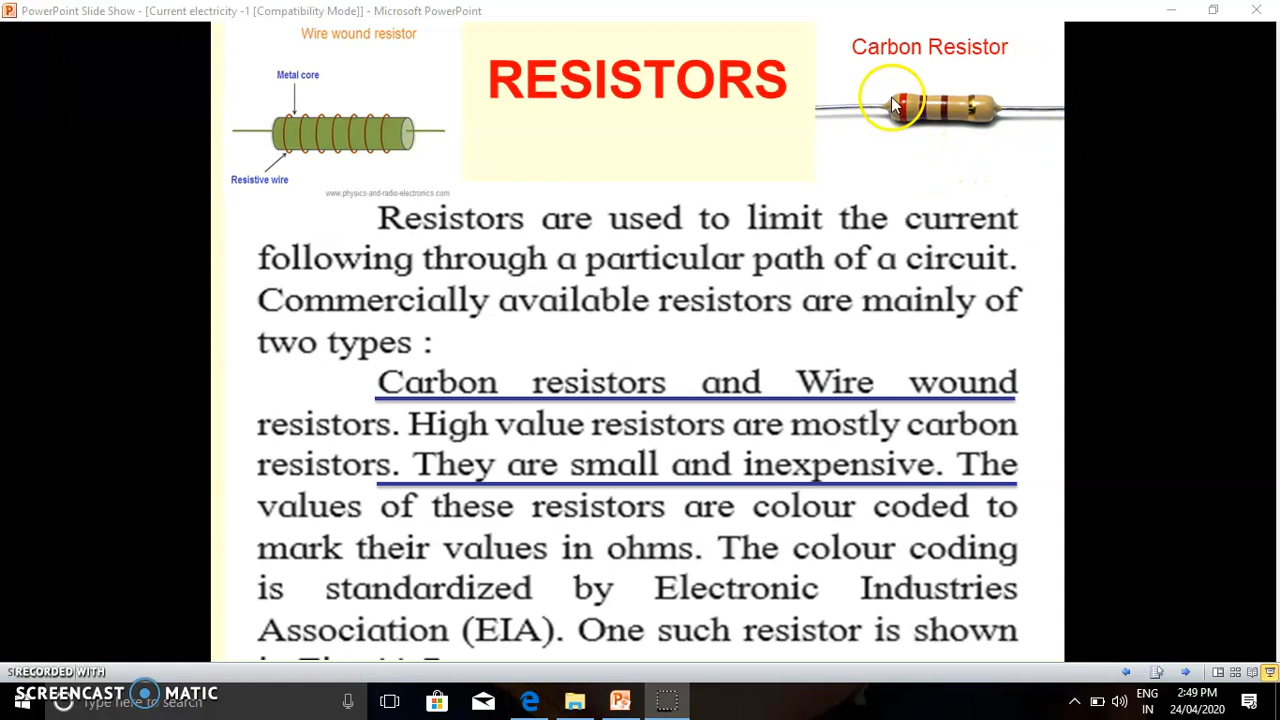 PowerPoint Slide Show - [Current electricity -1 [Compatibility Mode]] - Microsoft PowerPoint
Wire wound resistor
Metal core
Resistive wire
www.physics-and-radio-electronics.com
RESISTORS
Carbon Resistor
Resistors are used to limit the current
following through a particular path of a circuit.
Commercially available resistors are mainly of
two types :
Carbon resistors and Wire wound
resistors. High value resistors are mostly carbon
resistors. They are small and inexpensive. The
values of these resistors are colour coded to
mark their values in ohms. The colour coding
is standardized by Electronic Industries
Association (EIA). One such resistor is shown
RECORDED WITH
SCREENCAST MATIC
Type here to search
ENG
IN
2:49 PM
24/04/2020